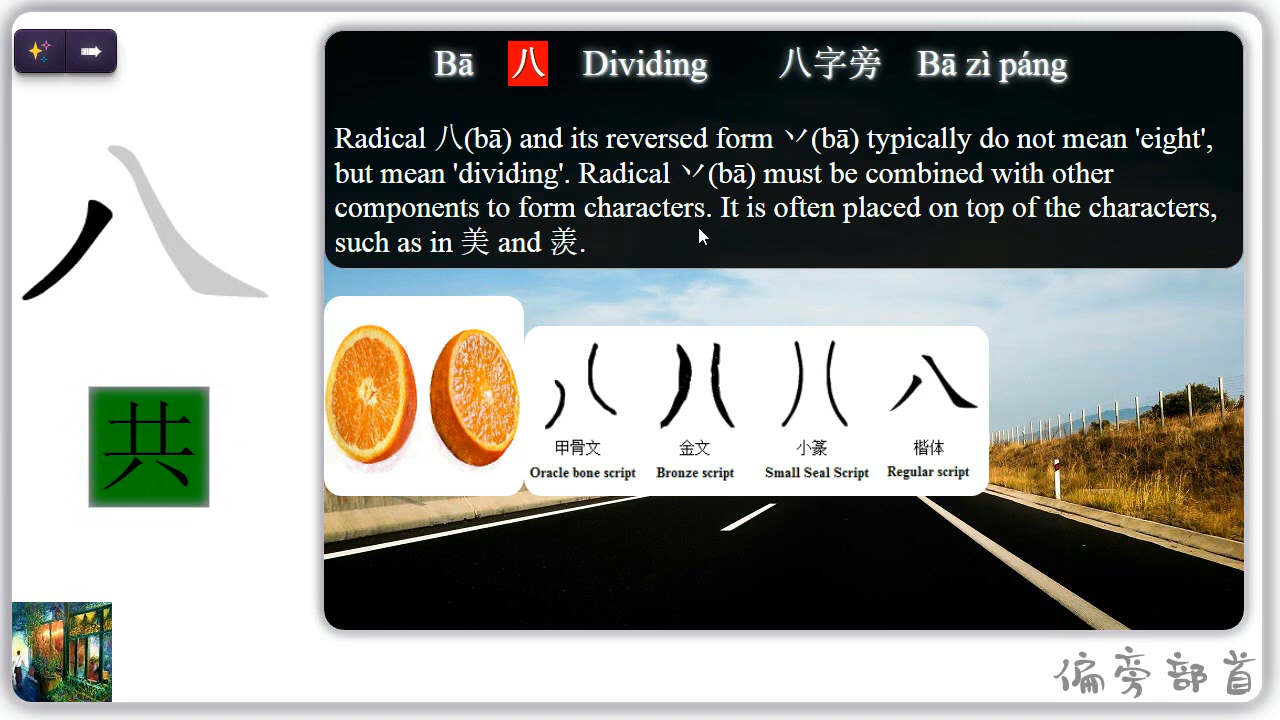 Bā 八 Dividing 八字旁 Bā zì páng
Radical 八(bā) and its reversed form 丷(bā) typically do not mean 'eight',
but mean 'dividing'. Radical 丷(bā) must be combined with other
components to form characters. It is often placed on top of the characters,
such as in 美 and 羨.
八
共
甲骨文 金文 小篆 楷体
Oracle bone script Bronze script Small Seal Script Regular script
偏旁部首